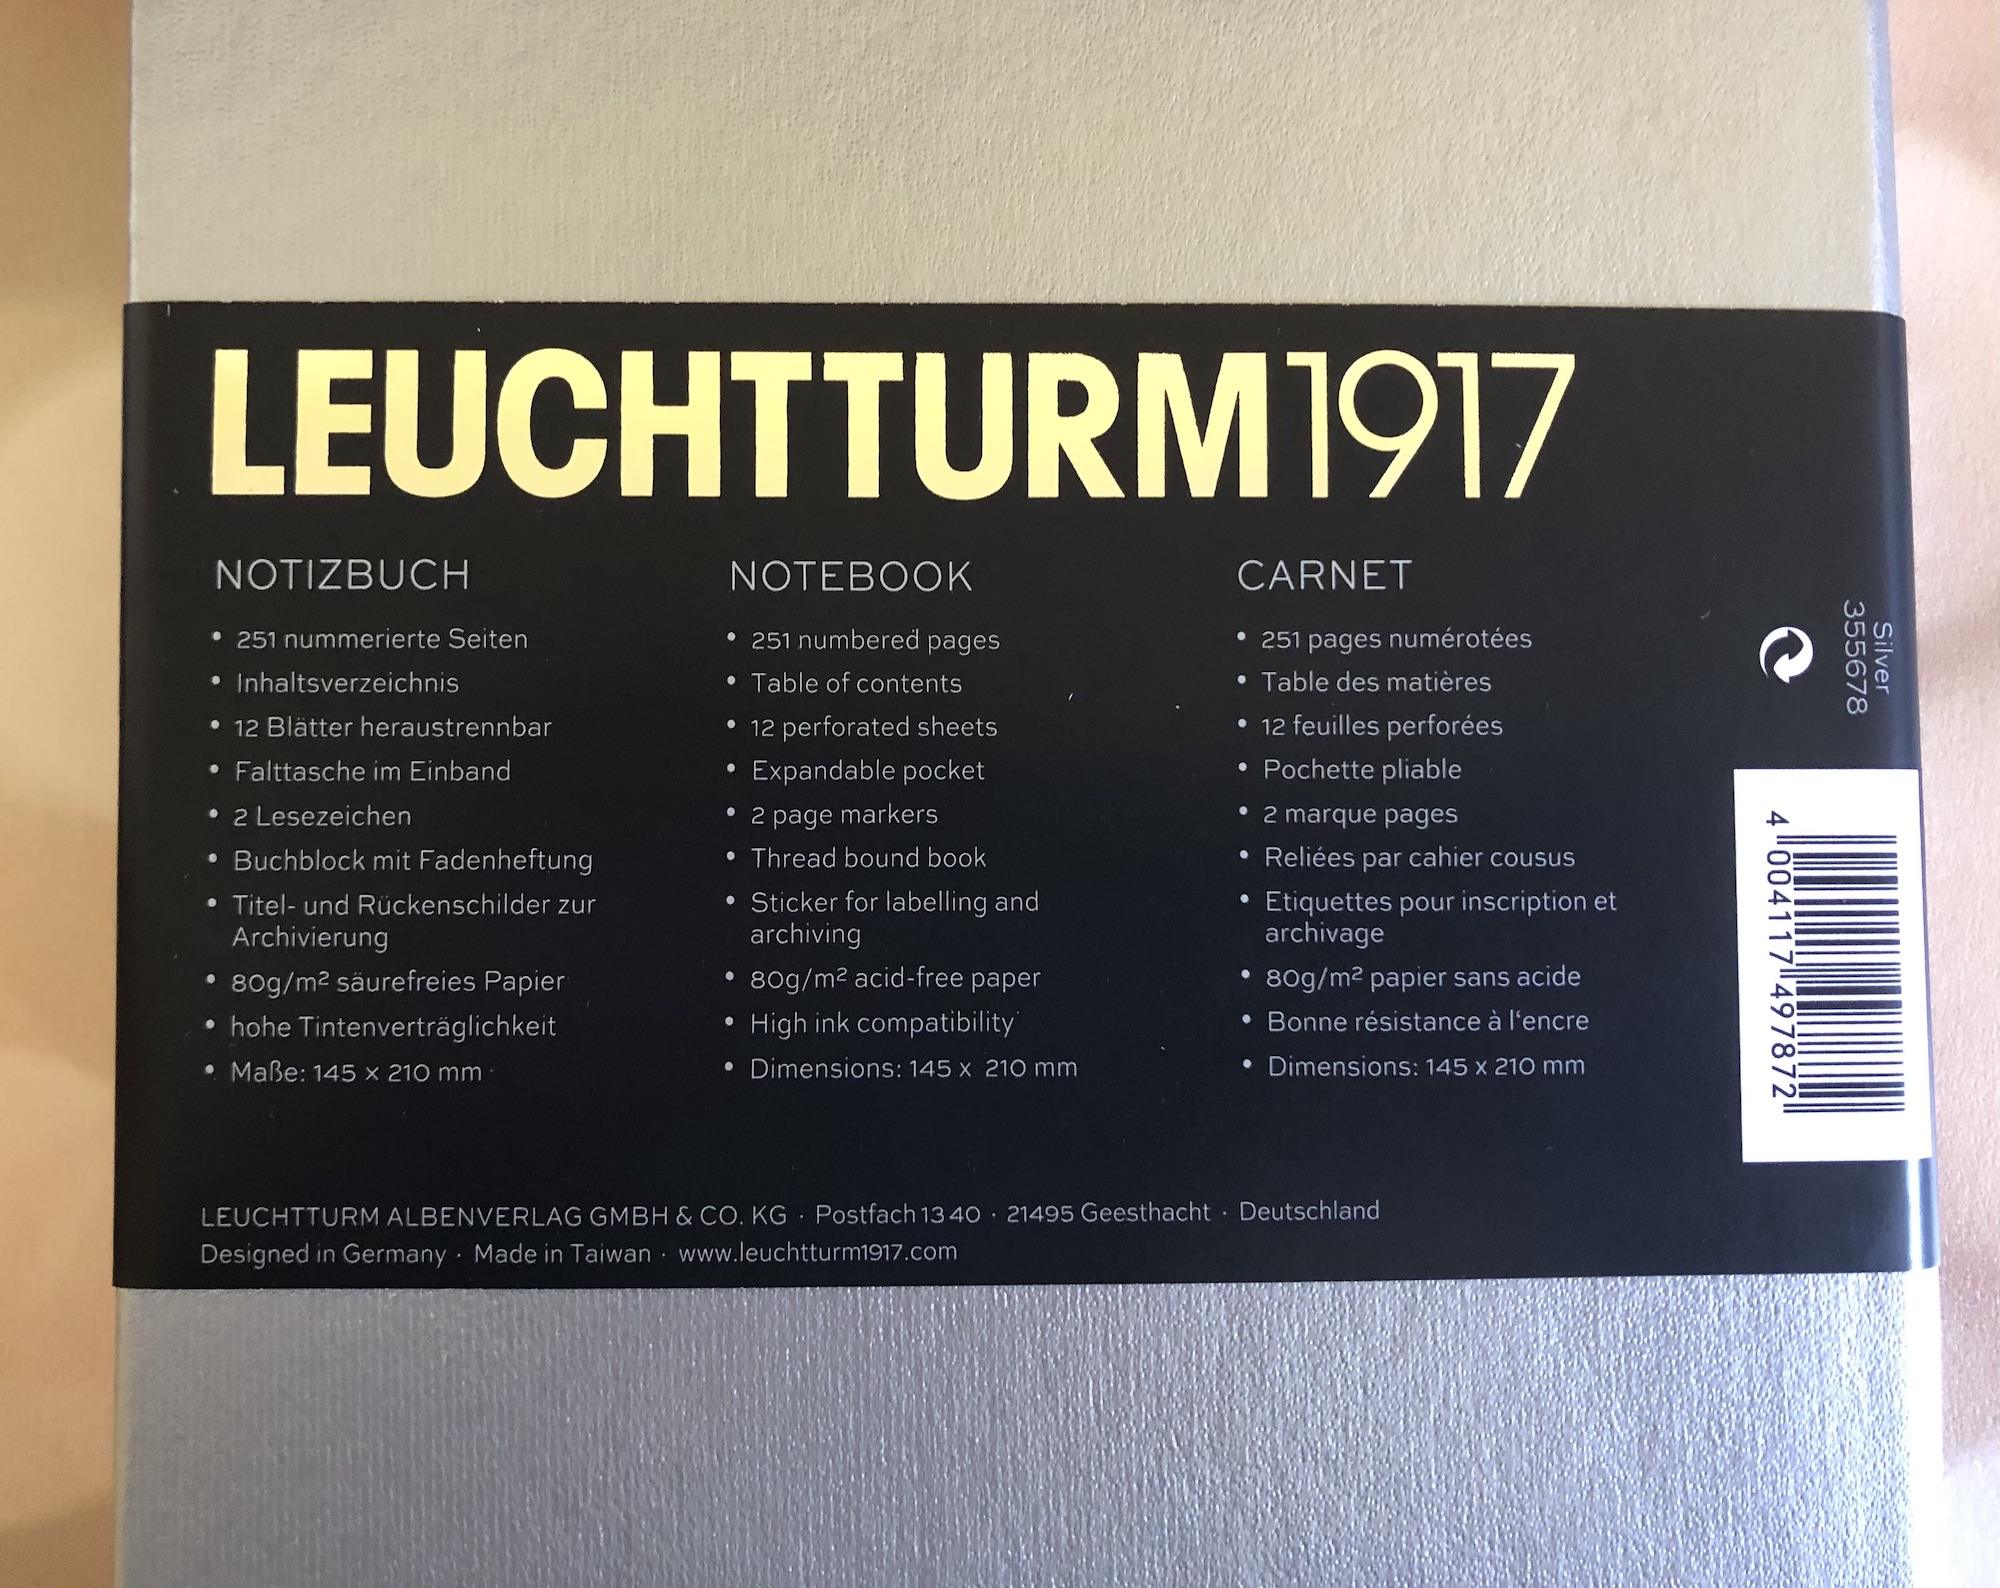 LEUCHTTURM1917
NOTIZBUCH
• 251 nummerierte Seiten
• Inhaltsverzeichnis
• 12 Blätter heraustrennbar
• Falttasche im Einband
• 2 Lesezeichen
• Buchblock mit Fadenheftung
• Titel- und Rückenschilder zur
Archivierung
• 80g/m² säurefreies Papier
• hohe Tintenverträglichkeit
• Maße: 145 x 210 mm
NOTEBOOK
• 251 numbered pages
• Table of contents
• 12 perforated sheets
• Expandable pocket
• 2 page markers
• Thread bound book
• Sticker for labelling and
archiving
• 80g/m² acid-free paper
• High ink compatibility
• Dimensions: 145 x 210 mm
CARNET
• 251 pages numérotées
• Table des matières
• 12 feuilles perforées
• Pochette pliable
• 2 marque pages
• Reliées par cahier cousus
• Etiquettes pour inscription et
archivage
• 80g/m² papier sans acide
• Bonne résistance à l‘encre
• Dimensions: 145 x 210 mm
Silver
355678
4 004117 497872
LEUCHTTURM ALBENVERLAG GMBH & CO. KG · Postfach 13 40 · 21495 Geesthacht · Deutschland
Designed in Germany · Made in Taiwan · www.leuchtturm1917.com